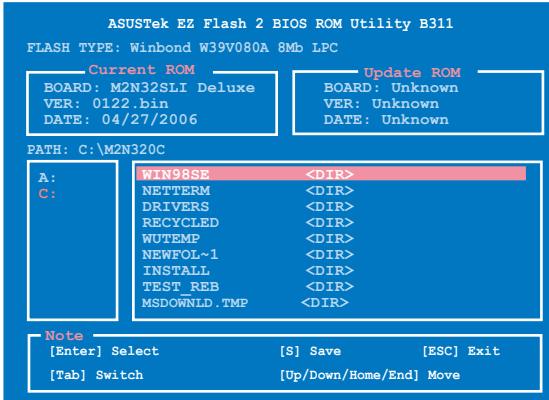 ASUSTek EZ Flash 2 BIOS ROM Utility B311
FLASH TYPE: Winbond W39V080A 8Mb LPC
Current ROM
BOARD: M2N32SLI Deluxe
VER: 0122.bin
DATE: 04/27/2006
Update ROM
BOARD: Unknown
VER: Unknown
DATE: Unknown
PATH: C:\M2N320C
A:
C:
WIN98SE <DIR>
NETTERM <DIR>
DRIVERS <DIR>
RECYCLED <DIR>
WUTEMP <DIR>
NEWFOL~1 <DIR>
INSTALL <DIR>
TEST_REB <DIR>
MSDOWNLD.TMP <DIR>
Note
[Enter] Select [S] Save [ESC] Exit
[Tab] Switch [Up/Down/Home/End] Move